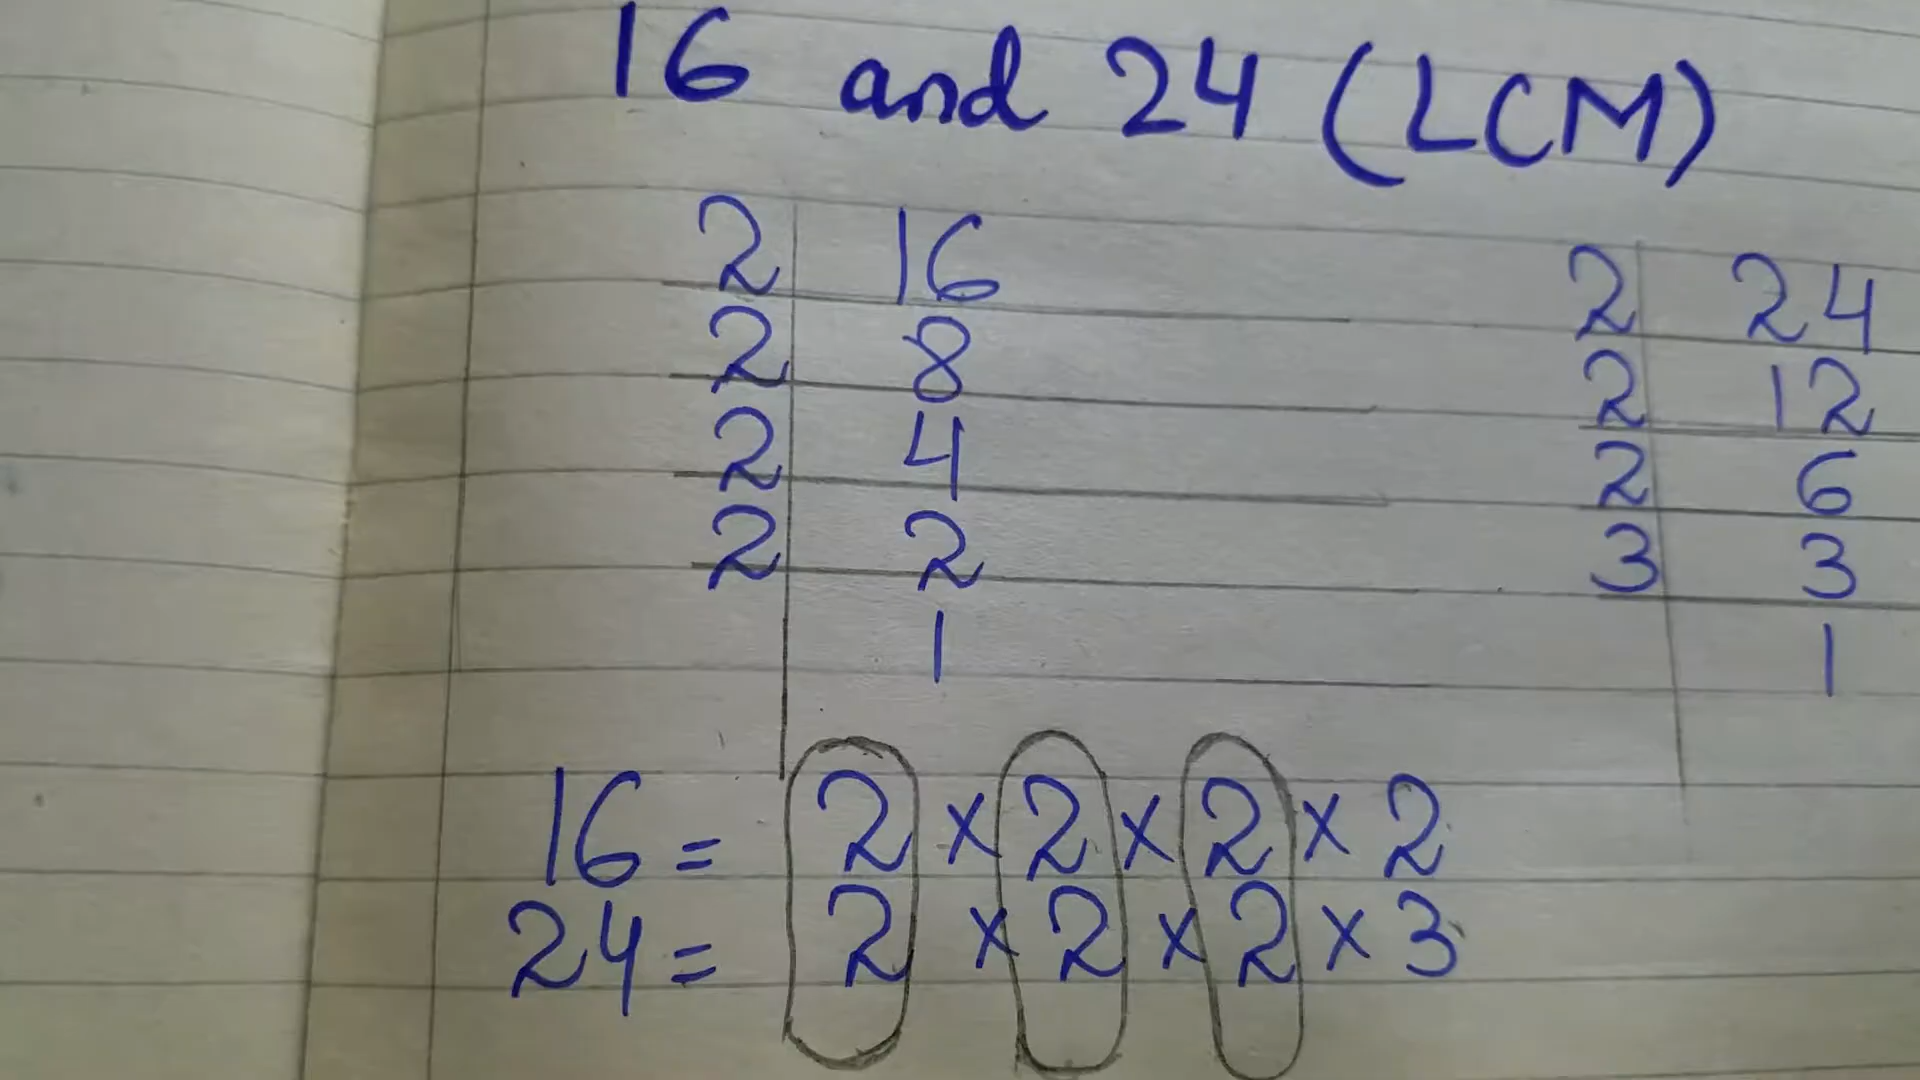 16 and 24 (LCM)
2 16 2 24
2 8 2 12
2 4 2 6
2 2 3 3
1 1
16 = 2 × 2 × 2 × 2
24 = 2 × 2 × 2 × 3